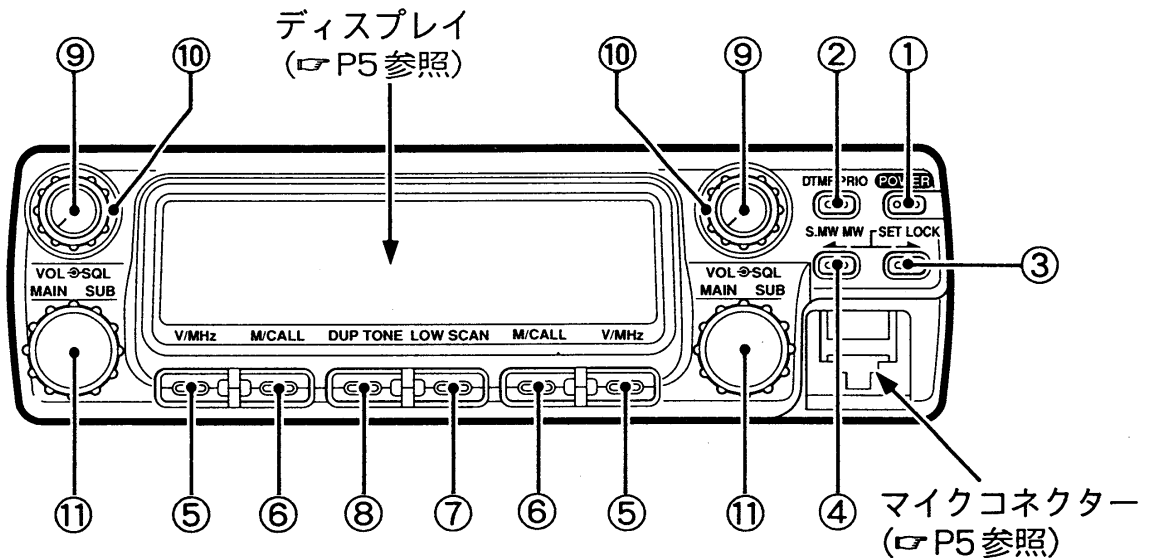 ディスプレイ
(☞ P5参照)
⑨ ⑩ ⑩ ⑨ ② ①
DTMF PRIO POWER
S.MW MW SET LOCK
③
VOL SQL
MAIN SUB
VOL SQL
MAIN SUB
V/MHz M/CALL DUP TONE LOW SCAN M/CALL V/MHz
⑪ ⑤ ⑥ ⑧ ⑦ ⑥ ⑤ ⑪ ④
マイクコネクター
(☞ P5参照)